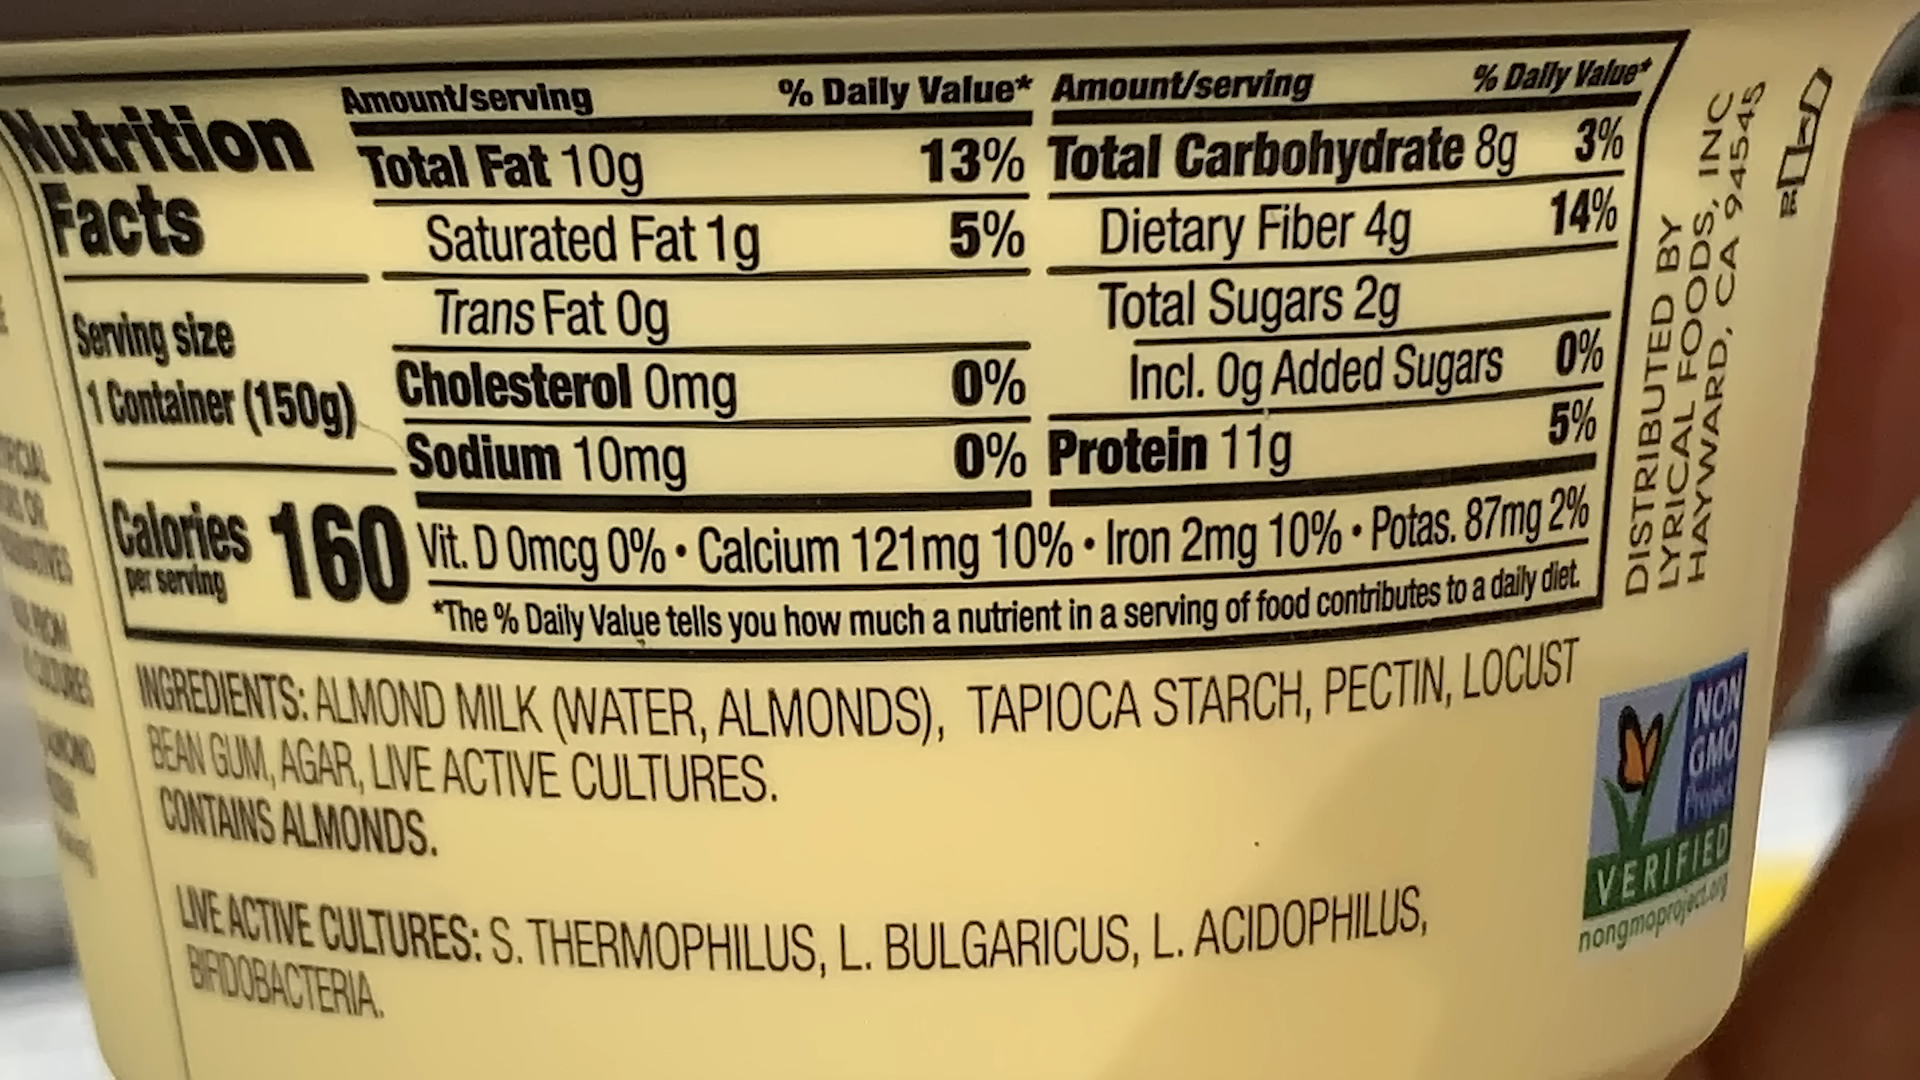 Nutrition
Facts
Serving size
1 Container (150g)
Calories 160
per serving
Amount/serving % Daily Value*
Total Fat 10g 13%
Saturated Fat 1g 5%
Trans Fat 0g
Cholesterol 0mg 0%
Sodium 10mg 0%
Amount/serving % Daily Value*
Total Carbohydrate 8g 3%
Dietary Fiber 4g 14%
Total Sugars 2g
Incl. 0g Added Sugars 0%
Protein 11g 5%
Vit. D 0mcg 0% • Calcium 121mg 10% • Iron 2mg 10% • Potas. 87mg 2%
*The % Daily Value tells you how much a nutrient in a serving of food contributes to a daily diet.
INGREDIENTS: ALMOND MILK (WATER, ALMONDS), TAPIOCA STARCH, PECTIN, LOCUST
BEAN GUM, AGAR, LIVE ACTIVE CULTURES.
CONTAINS ALMONDS.
LIVE ACTIVE CULTURES: S. THERMOPHILUS, L. BULGARICUS, L. ACIDOPHILUS,
BIFIDOBACTERIA.
DISTRIBUTED BY
LYRICAL FOODS, INC
HAYWARD, CA 94545
NON
GMO
Project
VERIFIED
nongmoproject.org